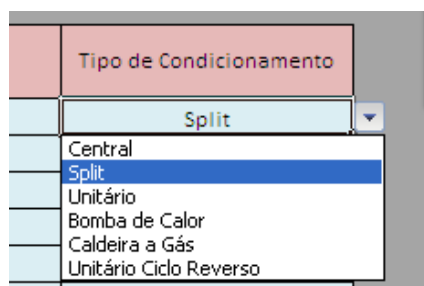 Tipo de Condicionamento
Split
Central
Split
Unitário
Bomba de Calor
Caldeira a Gás
Unitário Ciclo Reverso